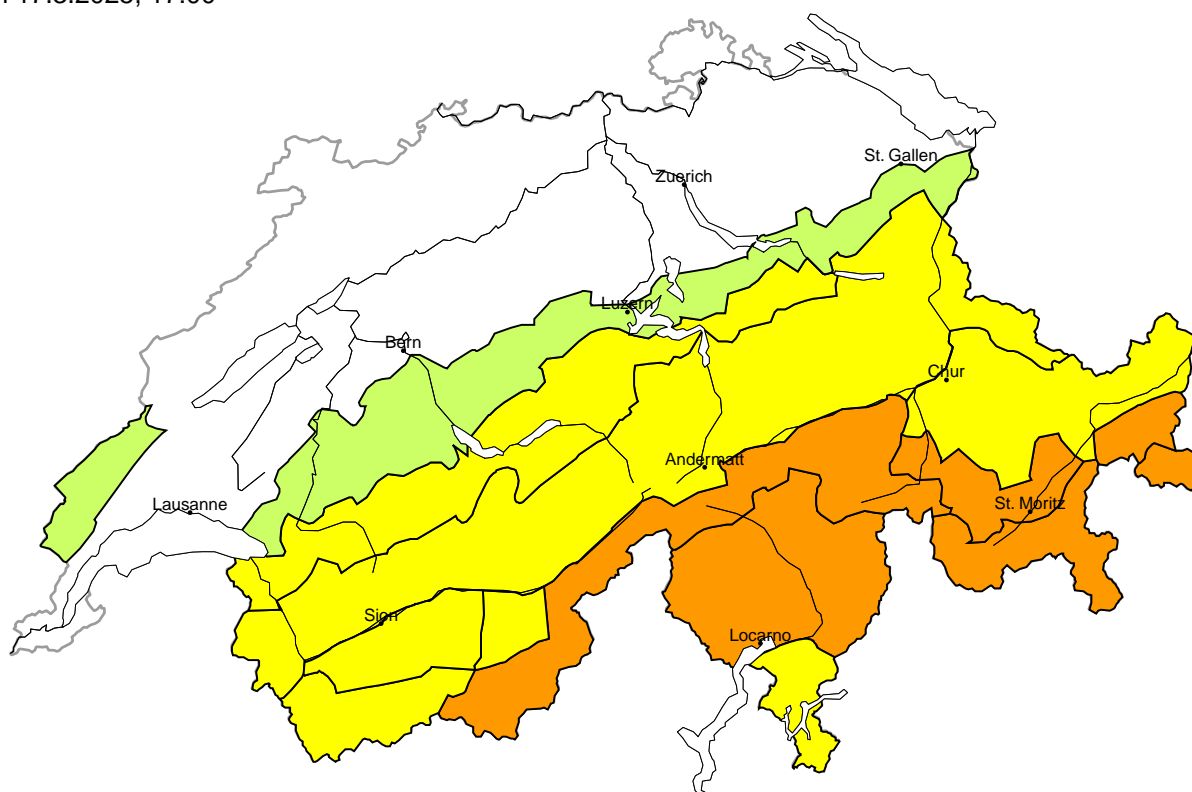 St. Gallen
Zuerich
Luzern
Bern
Chur
Andermatt
Lausanne
St. Moritz
Sion
Locarno